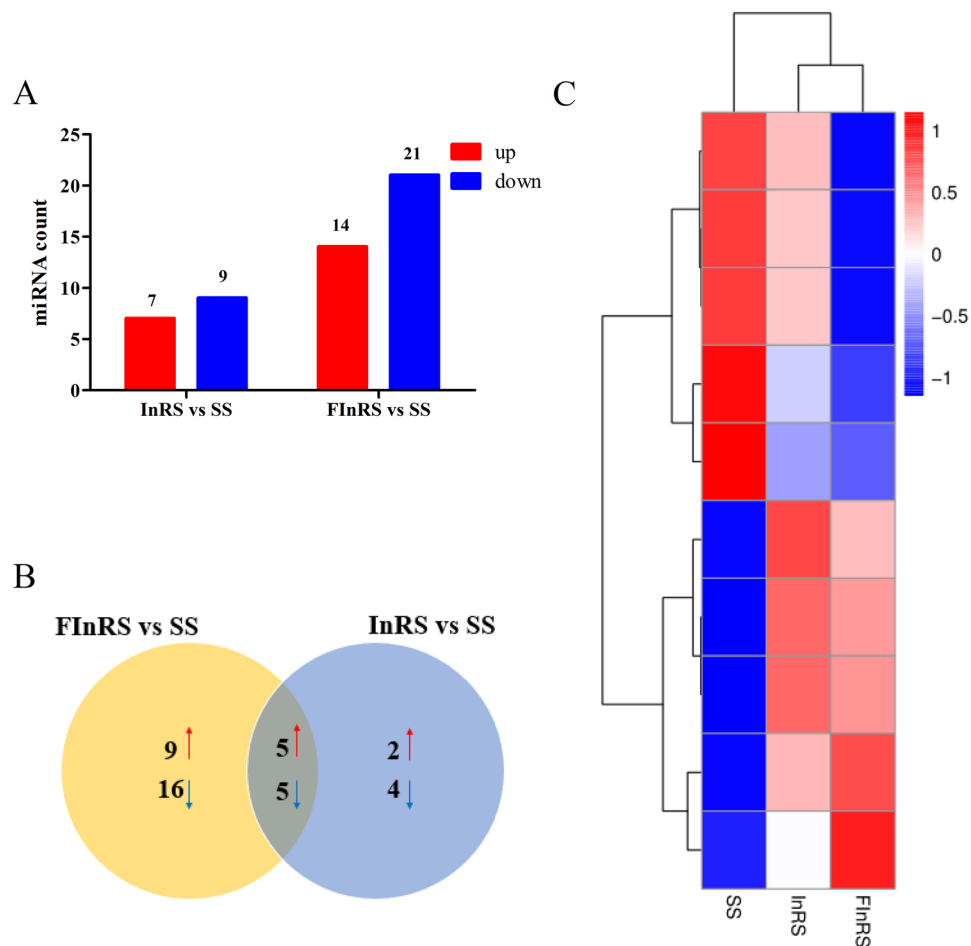 A
25
20
15
10
5
0
miRNA count
7
9
14
21
up
down
InRS vs SS
FInRS vs SS
B
FInRS vs SS
InRS vs SS
9
5
2
16
5
4
C
1
0.5
0
−0.5
−1
SS
InRS
FInRS